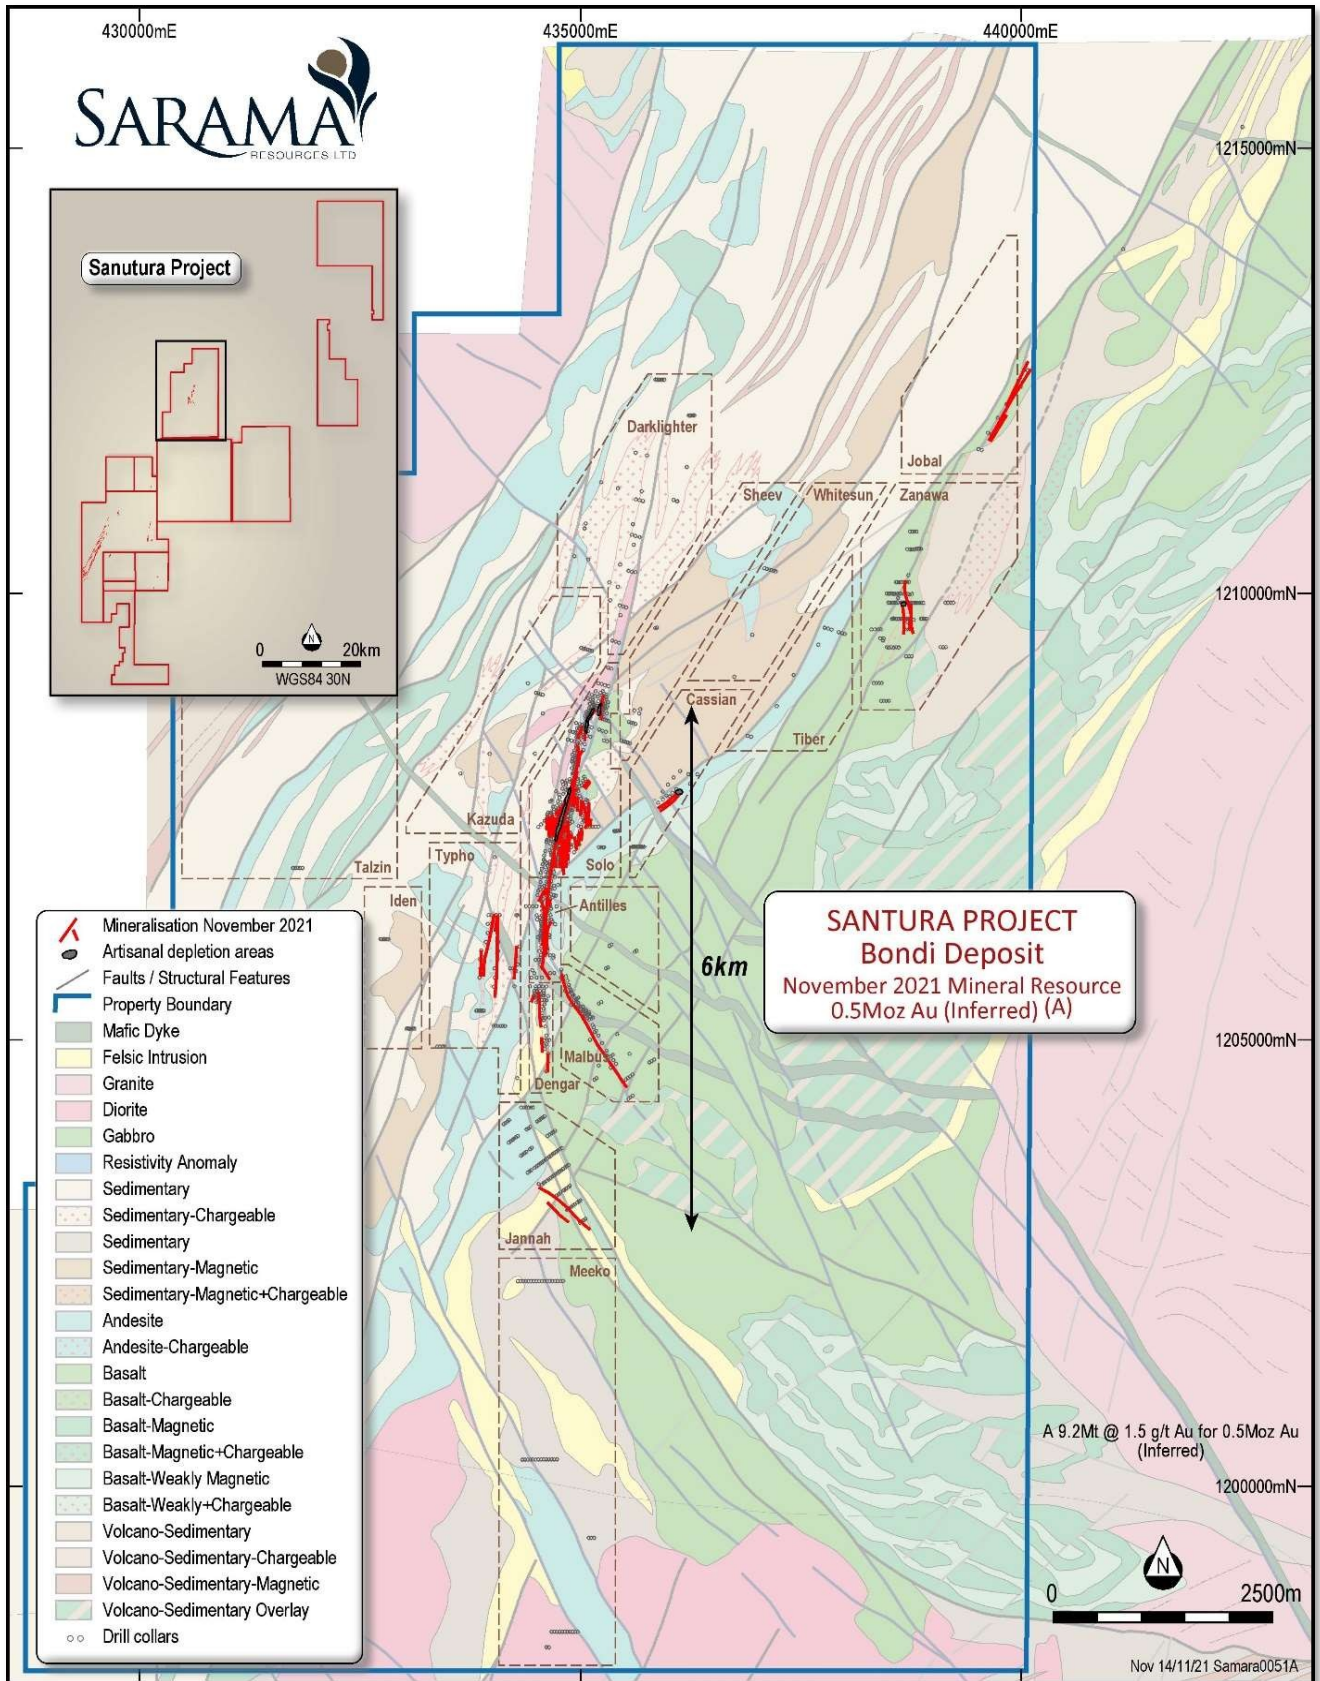 430000mE
435000mE
440000mE
SARAMA
RESOURCES LTD
1215000mN
Sanutura Project
N
0 20km
WGS84 30N
Darklighter
Jobal
Sheev
Whitesun
Zanawa
1210000mN
Cassian
Tiber
Kazuda
Talzin
Typho
Solo
Iden
Antilles
6km
SANTURA PROJECT
Bondi Deposit
November 2021 Mineral Resource
0.5Moz Au (Inferred) (A)
1205000mN
Malbus
Dengar
Jannah
Meeko
Mineralisation November 2021
Artisanal depletion areas
Faults / Structural Features
Property Boundary
Mafic Dyke
Felsic Intrusion
Granite
Diorite
Gabbro
Resistivity Anomaly
Sedimentary
Sedimentary-Chargeable
Sedimentary
Sedimentary-Magnetic
Sedimentary-Magnetic+Chargeable
Andesite
Andesite-Chargeable
Basalt
Basalt-Chargeable
Basalt-Magnetic
Basalt-Magnetic+Chargeable
Basalt-Weakly Magnetic
Basalt-Weakly+Chargeable
Volcano-Sedimentary
Volcano-Sedimentary-Chargeable
Volcano-Sedimentary-Magnetic
Volcano-Sedimentary Overlay
Drill collars
A 9.2Mt @ 1.5 g/t Au for 0.5Moz Au
(Inferred)
1200000mN
N
0 2500m
Nov 14/11/21 Samara0051A